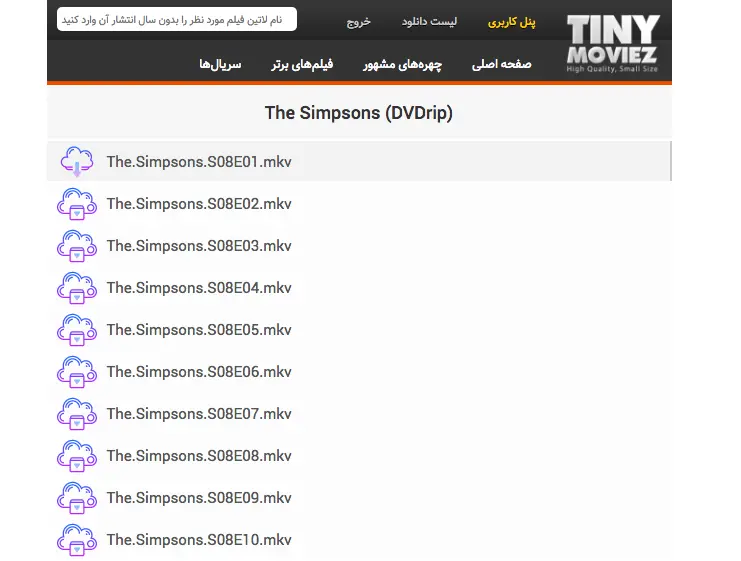 نام لاتین فیلم مورد نظر را بدون سال انتشار آن وارد کنید
پنل کاربری
لیست دانلود
خروج
TINY
MOVIEZ
High Quality, Small Size
صفحه اصلی
چهره‌های مشهور
فیلم‌های برتر
سریال‌ها
The Simpsons (DVDrip)
The.Simpsons.S08E01.mkv
The.Simpsons.S08E02.mkv
The.Simpsons.S08E03.mkv
The.Simpsons.S08E04.mkv
The.Simpsons.S08E05.mkv
The.Simpsons.S08E06.mkv
The.Simpsons.S08E07.mkv
The.Simpsons.S08E08.mkv
The.Simpsons.S08E09.mkv
The.Simpsons.S08E10.mkv